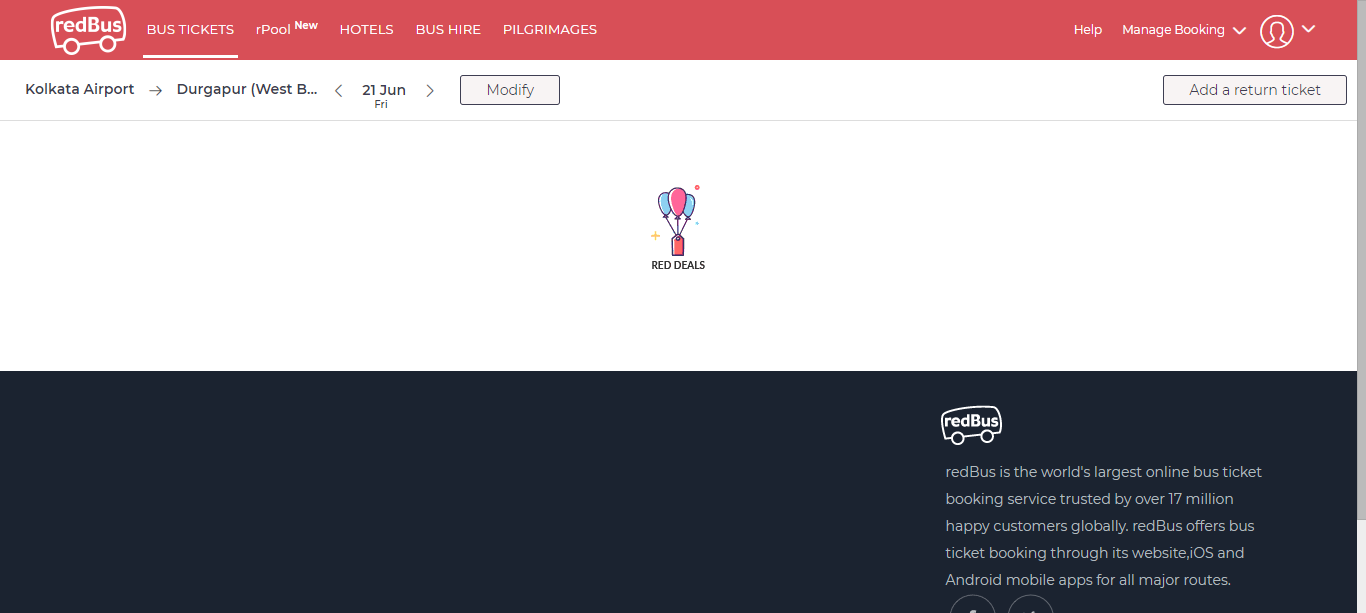 redBus
BUS TICKETS
rPool New
HOTELS
BUS HIRE
PILGRIMAGES
Help
Manage Booking
Kolkata Airport → Durgapur (West B...
21 Jun
Fri
Modify
Add a return ticket
RED DEALS
redBus
redBus is the world's largest online bus ticket
booking service trusted by over 17 million
happy customers globally. redBus offers bus
ticket booking through its website,iOS and
Android mobile apps for all major routes.